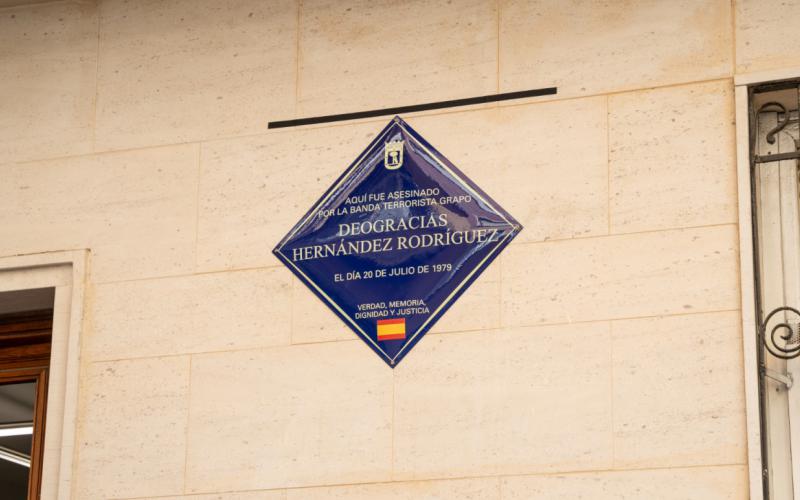 AQUÍ FUE ASESINADO
POR LA BANDA TERRORISTA GRAPO
DEOGRACIAS
HERNÁNDEZ RODRÍGUEZ
EL DÍA 20 DE JULIO DE 1979
VERDAD, MEMORIA,
DIGNIDAD Y JUSTICIA